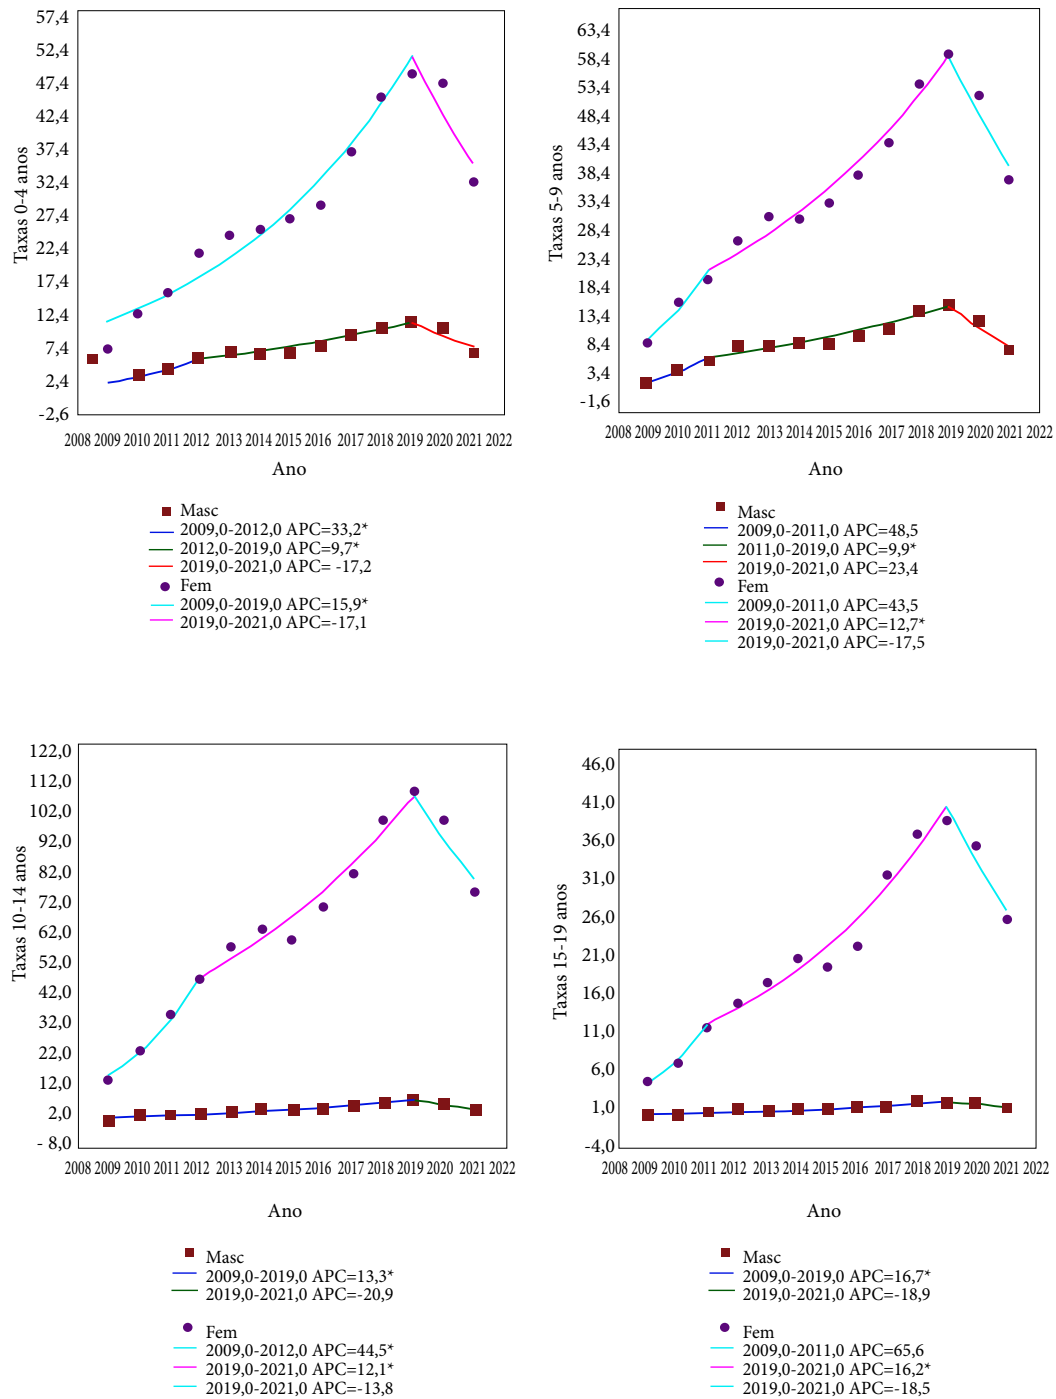 57,4
52,4
47,4
42,4
37,4
32,4
27,4
22,4
17,4
12,4
7,4
2,4
-2,6
Taxas 0-4 anos
2008 2009 2010 2011 2012 2013 2014 2015 2016 2017 2018 2019 2020 2021 2022
Ano
Masc
2009,0-2012,0 APC=33,2*
2012,0-2019,0 APC=9,7*
2019,0-2021,0 APC= -17,2
Fem
2009,0-2019,0 APC=15,9*
2019,0-2021,0 APC=-17,1
63,4
58,4
53,4
48,4
43,4
38,4
33,4
28,4
23,4
18,4
13,4
8,4
3,4
-1,6
Taxas 5-9 anos
2008 2009 2010 2011 2012 2013 2014 2015 2016 2017 2018 2019 2020 2021 2022
Ano
Masc
2009,0-2011,0 APC=48,5
2011,0-2019,0 APC=9,9*
2019,0-2021,0 APC=23,4
Fem
2009,0-2011,0 APC=43,5
2019,0-2021,0 APC=12,7*
2019,0-2021,0 APC=-17,5
122,0
112,0
102,0
92,0
82,0
72,0
62,0
52,0
42,0
32,0
22,0
12,0
2,0
- 8,0
Taxas 10-14 anos
2008 2009 2010 2011 2012 2013 2014 2015 2016 2017 2018 2019 2020 2021 2022
Ano
Masc
2009,0-2019,0 APC=13,3*
2019,0-2021,0 APC=-20,9
Fem
2009,0-2012,0 APC=44,5*
2019,0-2021,0 APC=12,1*
2019,0-2021,0 APC=-13,8
46,0
41,0
36,0
31,0
26,0
21,0
16,0
11,0
6,0
1,0
-4,0
Taxas 15-19 anos
2008 2009 2010 2011 2012 2013 2014 2015 2016 2017 2018 2019 2020 2021 2022
Ano
Masc
2009,0-2019,0 APC=16,7*
2019,0-2021,0 APC=-18,9
Fem
2009,0-2011,0 APC=65,6
2019,0-2021,0 APC=16,2*
2019,0-2021,0 APC=-18,5